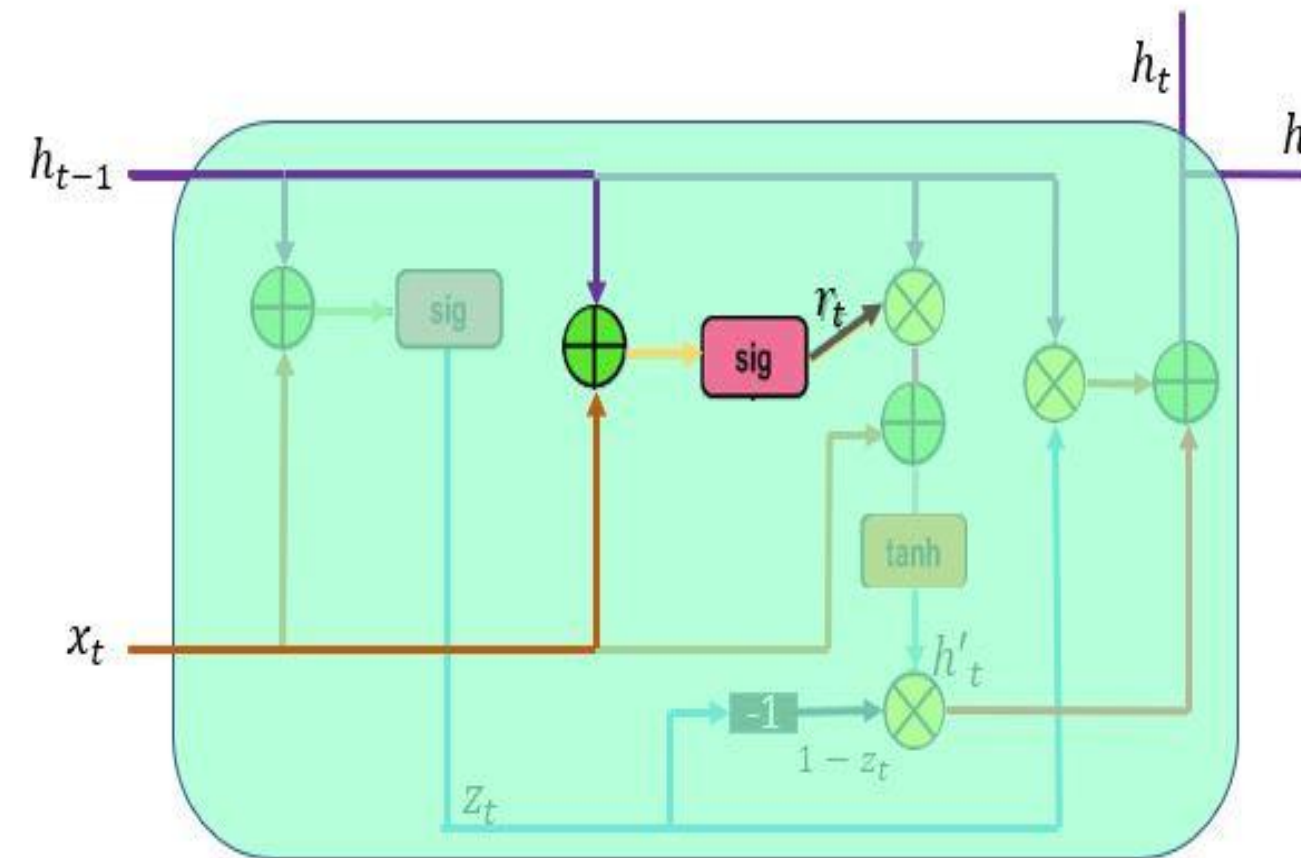 h_t
h
h_{t-1}
sig
r_t
sig
tanh
x_t
h'_t
-1
1 − z_t
z_t